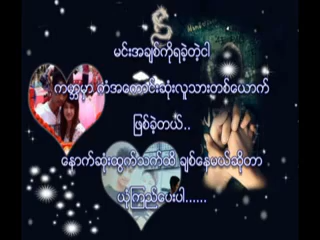 မင်းအချစ်ကိုရခဲ့တဲ့ငါ
ကမ္ဘာ့မှာ ကံအကောင်းဆုံးလူသားတစ်ယောက်
ဖြစ်ခဲ့တယ်..
နောက်ဆုံးထွက်သက်ထိ ချစ်နေမယ်ဆိုတာ
ယုံကြည်ပေးပါ......